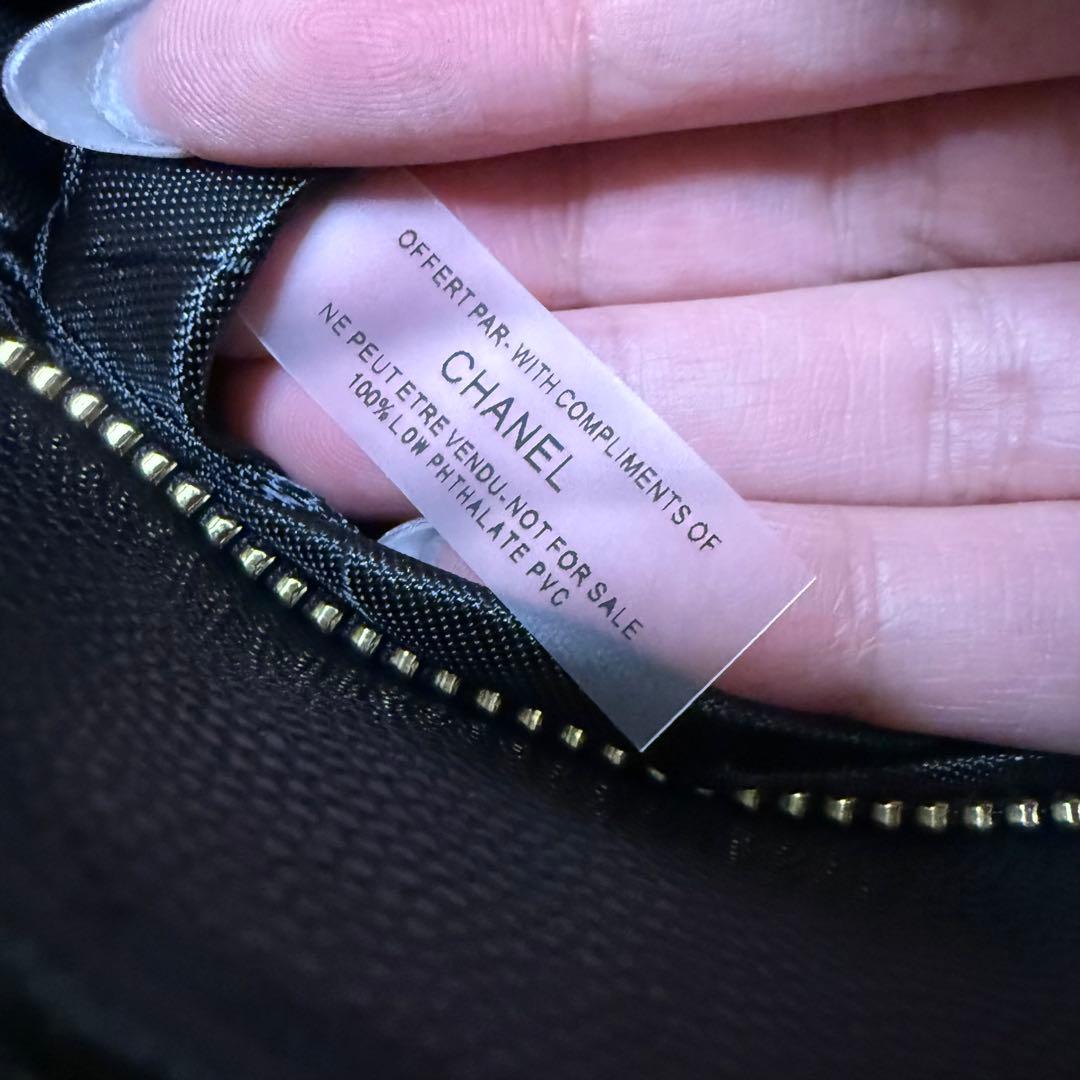 OFFERT PAR- WITH COMPLIMENTS OF
CHANEL
NE PEUT ETRE VENDU-NOT FOR SALE
100% LOW PHTHALATE PVC